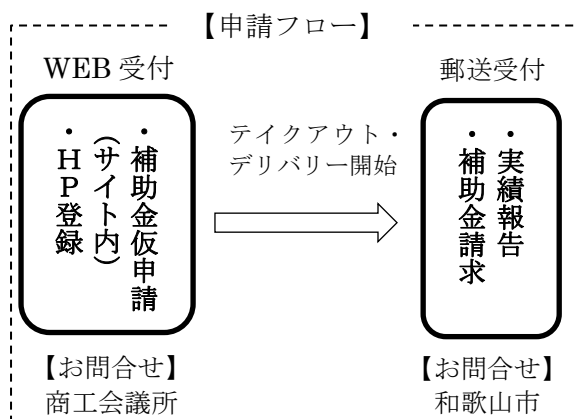 【申請フロー】
WEB 受付
・補助金仮申請
(サイト内)
・HP登録
【お問合せ】
商工会議所
テイクアウト・
デリバリー開始
郵送受付
・実績報告
・補助金請求
【お問合せ】
和歌山市